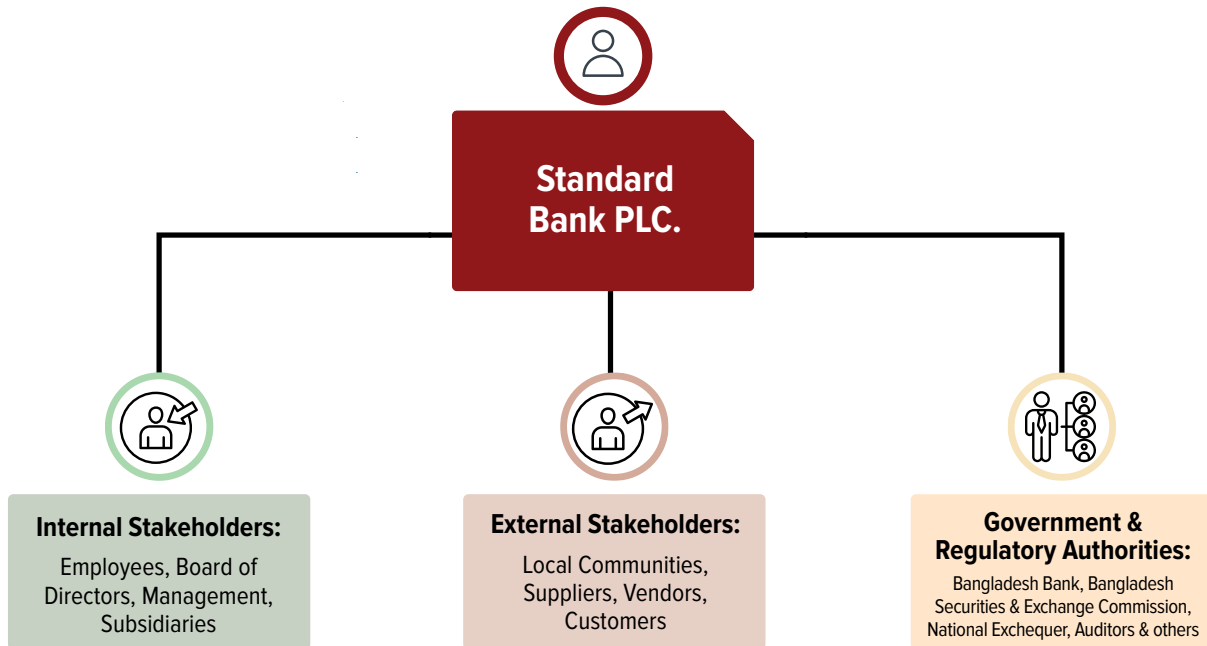 Standard
Bank PLC.
Internal Stakeholders:
Employees, Board of
Directors, Management,
Subsidiaries
External Stakeholders:
Local Communities,
Suppliers, Vendors,
Customers
Government &
Regulatory Authorities:
Bangladesh Bank, Bangladesh
Securities & Exchange Commission,
National Exchequer, Auditors & others